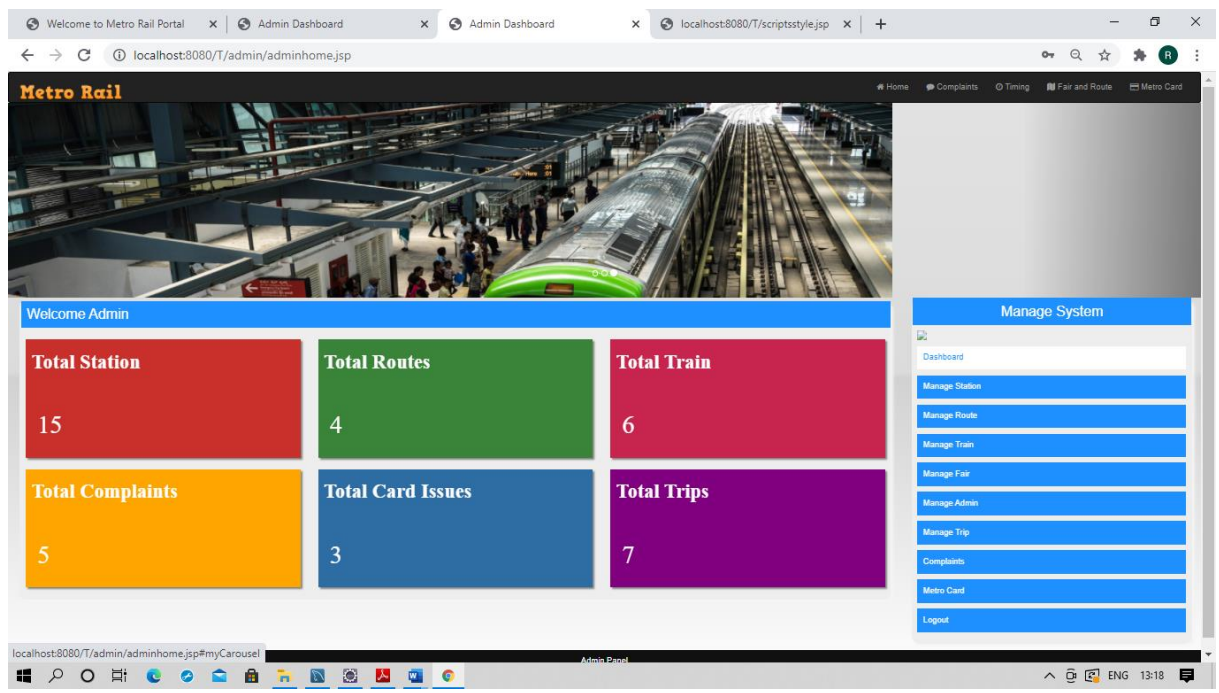 Welcome to Metro Rail Portal
Admin Dashboard
Admin Dashboard
localhost:8080/T/scriptsstyle.jsp
localhost:8080/T/admin/adminhome.jsp
R
Metro Rail
Home Complaints Timing Fair and Route Metro Card
Welcome Admin
Total Station
15
Total Routes
4
Total Train
6
Total Complaints
5
Total Card Issues
3
Total Trips
7
Manage System
Dashboard
Manage Station
Manage Route
Manage Train
Manage Fair
Manage Admin
Manage Trip
Complaints
Metro Card
Logout
localhost:8080/T/admin/adminhome.jsp#myCarousel
Admin Panel
ENG 13:18